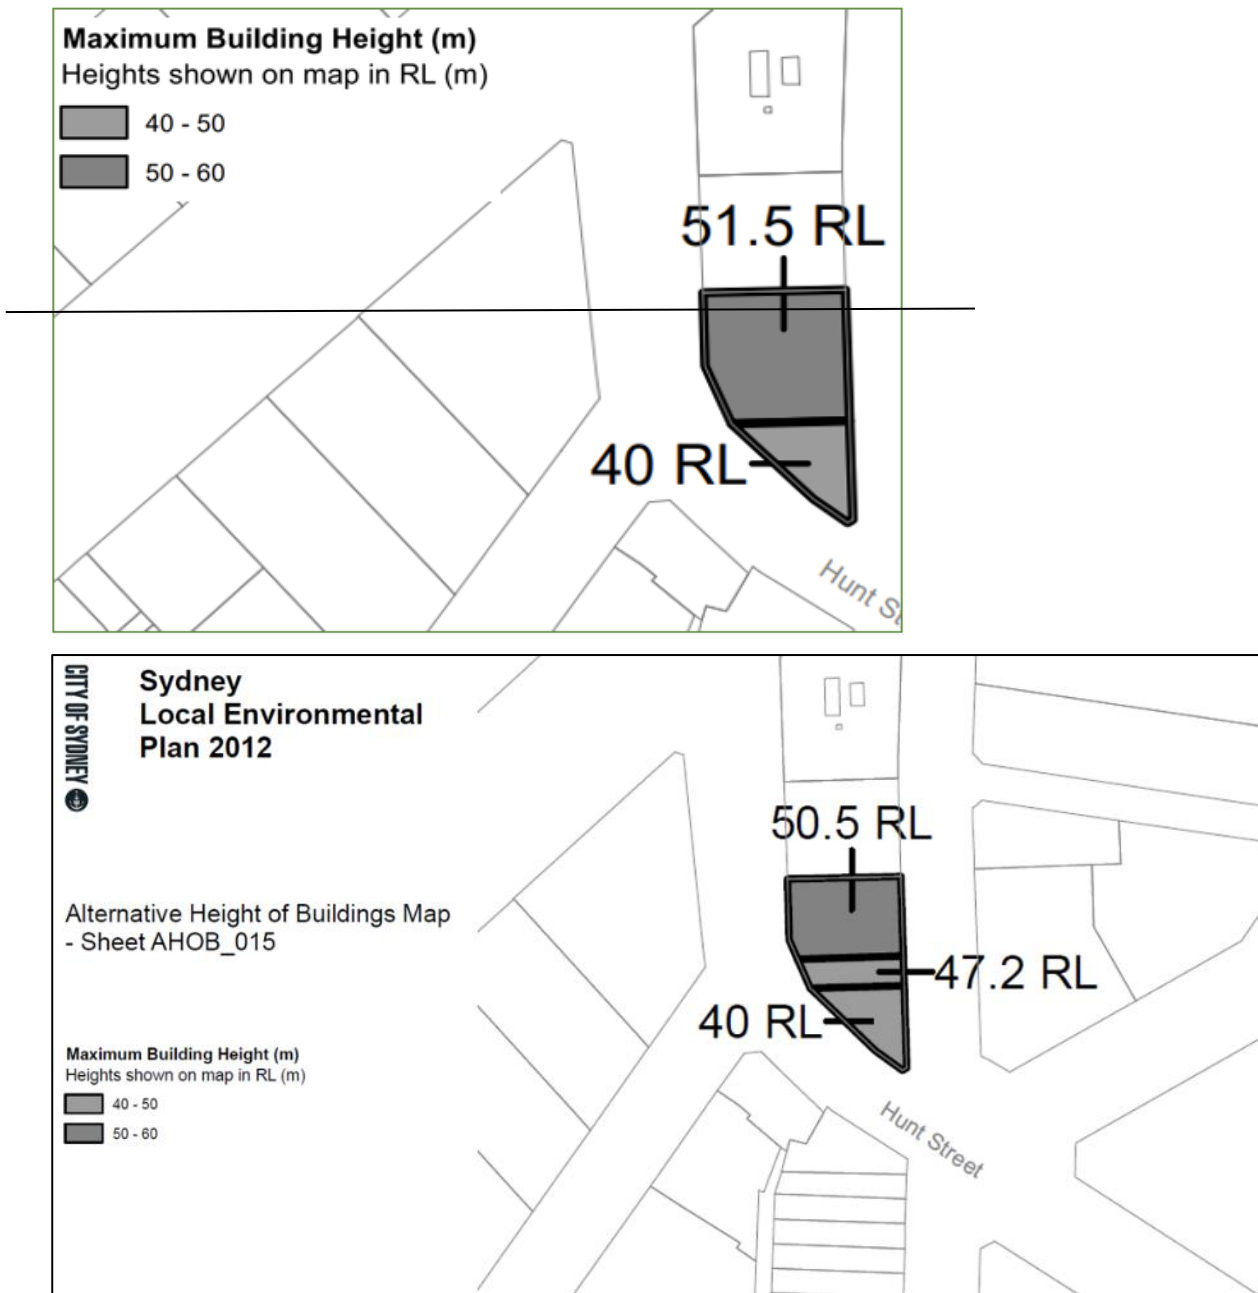 Maximum Building Height (m)
Heights shown on map in RL (m)
40 - 50
50 - 60
51.5 RL
40 RL
Hunt St
CITY OF SYDNEY
Sydney
Local Environmental
Plan 2012
Alternative Height of Buildings Map
- Sheet AHOB_015
Maximum Building Height (m)
Heights shown on map in RL (m)
40 - 50
50 - 60
50.5 RL
47.2 RL
40 RL
Hunt Street